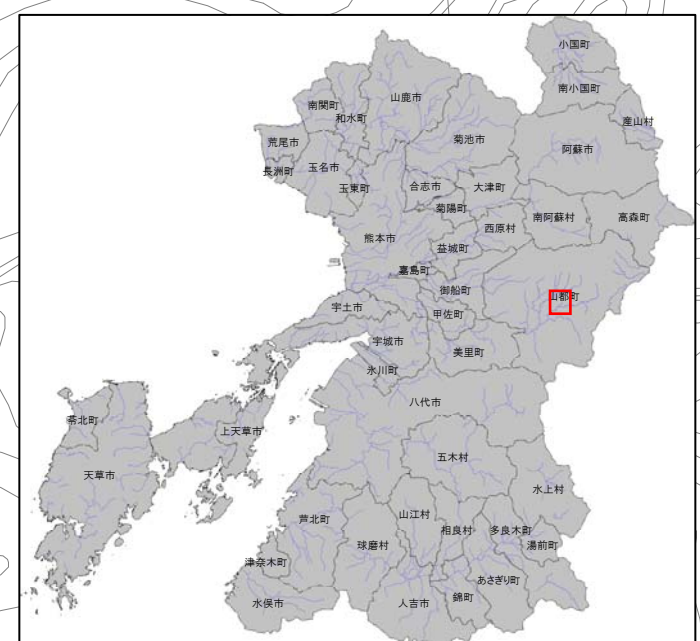 小国町
南小国町
産山村
山鹿市
南関町
和水町
菊池市
阿蘇市
荒尾市
長洲町
玉名市
玉東町
合志市
大津町
菊陽町
西原村
南阿蘇村
高森町
熊本市
益城町
嘉島町
御船町
山都町
甲佐町
宇土市
宇城市
美里町
氷川町
八代市
苓北町
上天草市
天草市
五木村
水上村
芦北町
山江村
球磨村
相良村
多良木町
湯前町
津奈木町
あさぎり町
水俣市
人吉市
錦町